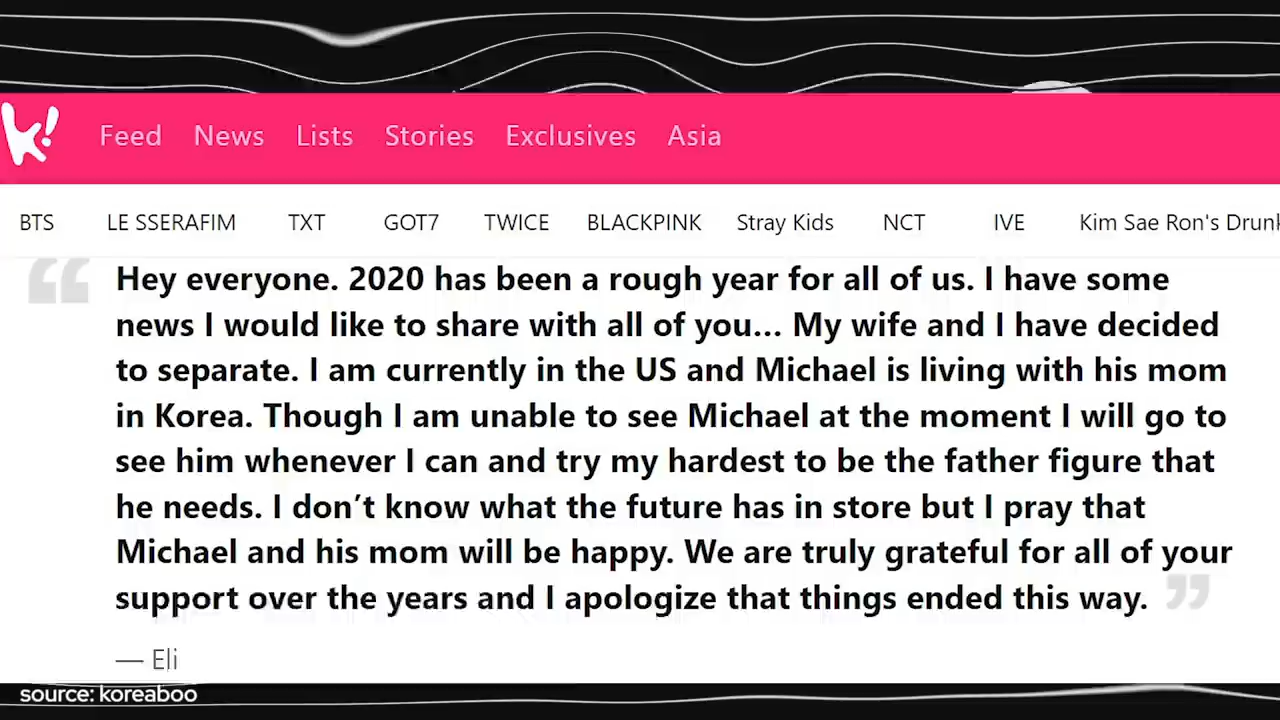 k!
Feed News Lists Stories Exclusives Asia
BTS LE SSERAFIM TXT GOT7 TWICE BLACKPINK Stray Kids NCT IVE Kim Sae Ron's Drun
“
Hey everyone. 2020 has been a rough year for all of us. I have some
news I would like to share with all of you… My wife and I have decided
to separate. I am currently in the US and Michael is living with his mom
in Korea. Though I am unable to see Michael at the moment I will go to
see him whenever I can and try my hardest to be the father figure that
he needs. I don’t know what the future has in store but I pray that
Michael and his mom will be happy. We are truly grateful for all of your
support over the years and I apologize that things ended this way. ”
— Eli
source: koreaboo